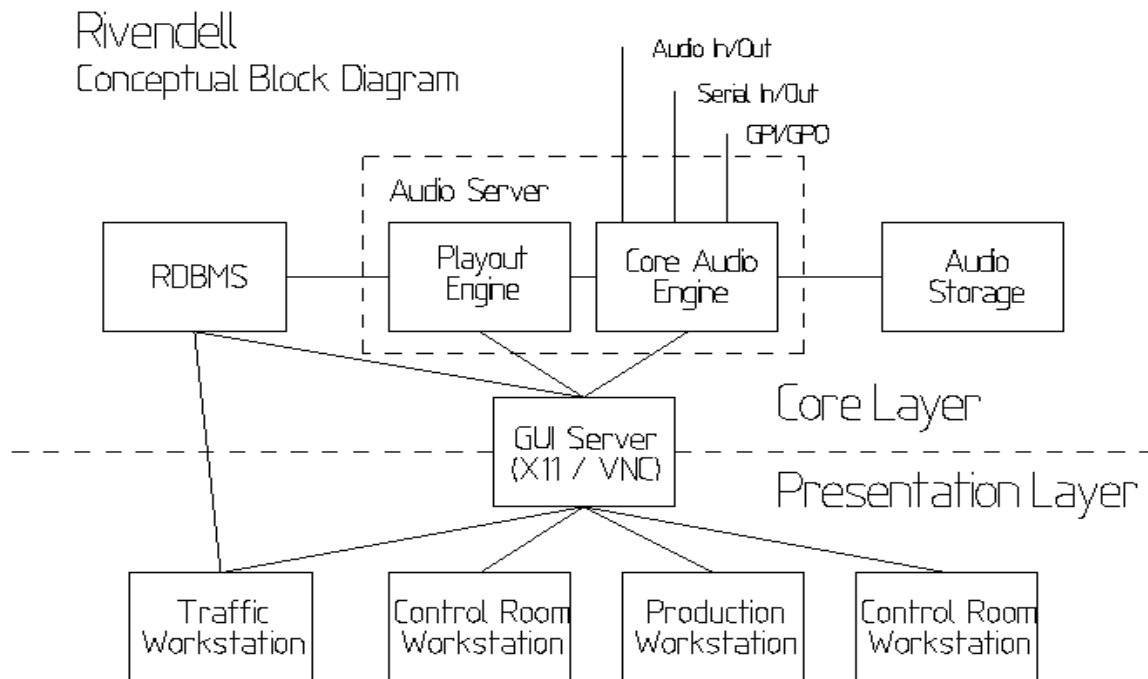 Rivendell
Conceptual Block Diagram
Audio In/Out
Serial In/Out
GPI/GPO
Audio Server
RDBMS
Playout
Engine
Core Audio
Engine
Audio
Storage
Core Layer
GUI Server
(X11 / VNC)
Presentation Layer
Traffic
Workstation
Control Room
Workstation
Production
Workstation
Control Room
Workstation